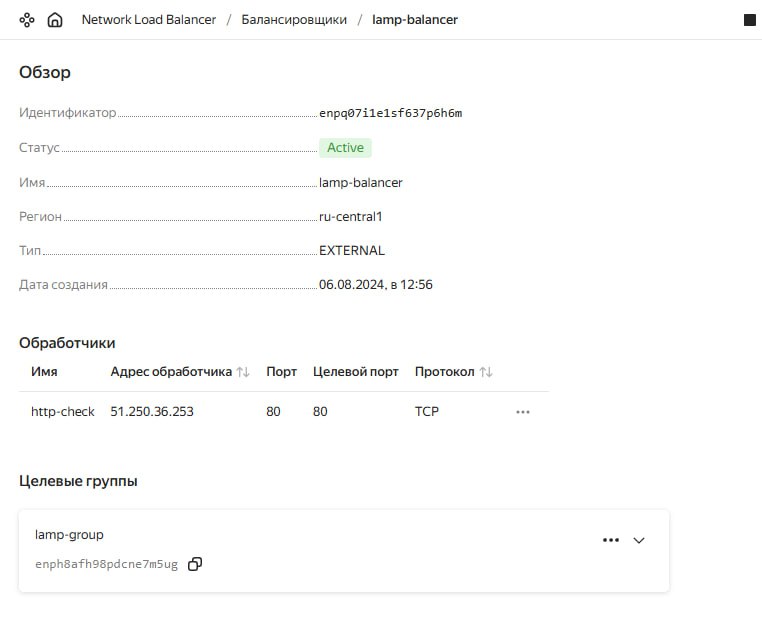 Network Load Balancer / Балансировщики / lamp-balancer
Обзор
Идентификатор enpq07i1e1sf637p6h6m
Статус Active
Имя lamp-balancer
Регион ru-central1
Тип EXTERNAL
Дата создания 06.08.2024, в 12:56
Обработчики
Имя Адрес обработчика Порт Целевой порт Протокол
http-check 51.250.36.253 80 80 TCP
Целевые группы
lamp-group
enph8afh98pdcne7m5ug